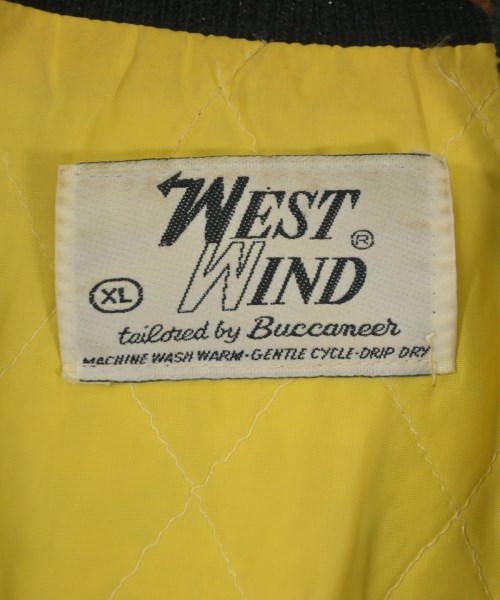 WEST
WIND ®
XL
tailored by Buccaneer
MACHINE WASH WARM-GENTLE CYCLE-DRIP DRY